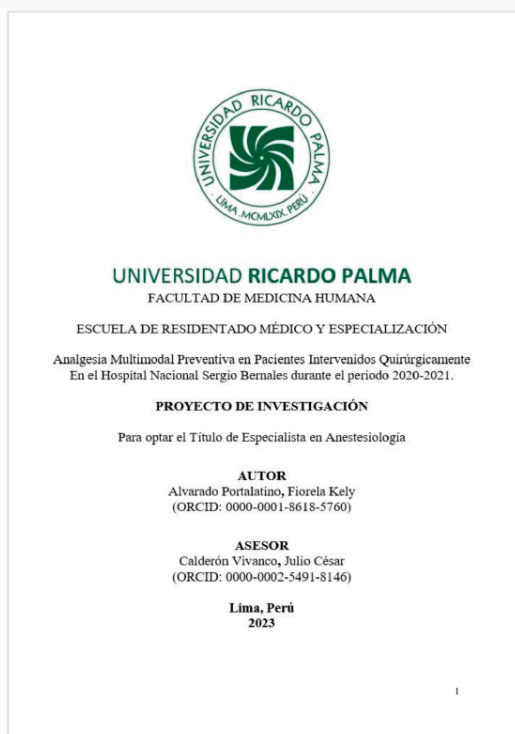 UNIVERSIDAD RICARDO PALMA
LIMA, MCMLXIX, PERÚ
UNIVERSIDAD RICARDO PALMA
FACULTAD DE MEDICINA HUMANA
ESCUELA DE RESIDENTADO MÉDICO Y ESPECIALIZACIÓN
Analgesia Multimodal Preventiva en Pacientes Intervenidos Quirúrgicamente
En el Hospital Nacional Sergio Bernales durante el periodo 2020-2021.
PROYECTO DE INVESTIGACIÓN
Para optar el Título de Especialista en Anestesiología
AUTOR
Alvarado Portalatino, Fiorela Kely
(ORCID: 0000-0001-8618-5760)
ASESOR
Calderón Vivanco, Julio César
(ORCID: 0000-0002-5491-8146)
Lima, Perú
2023
1